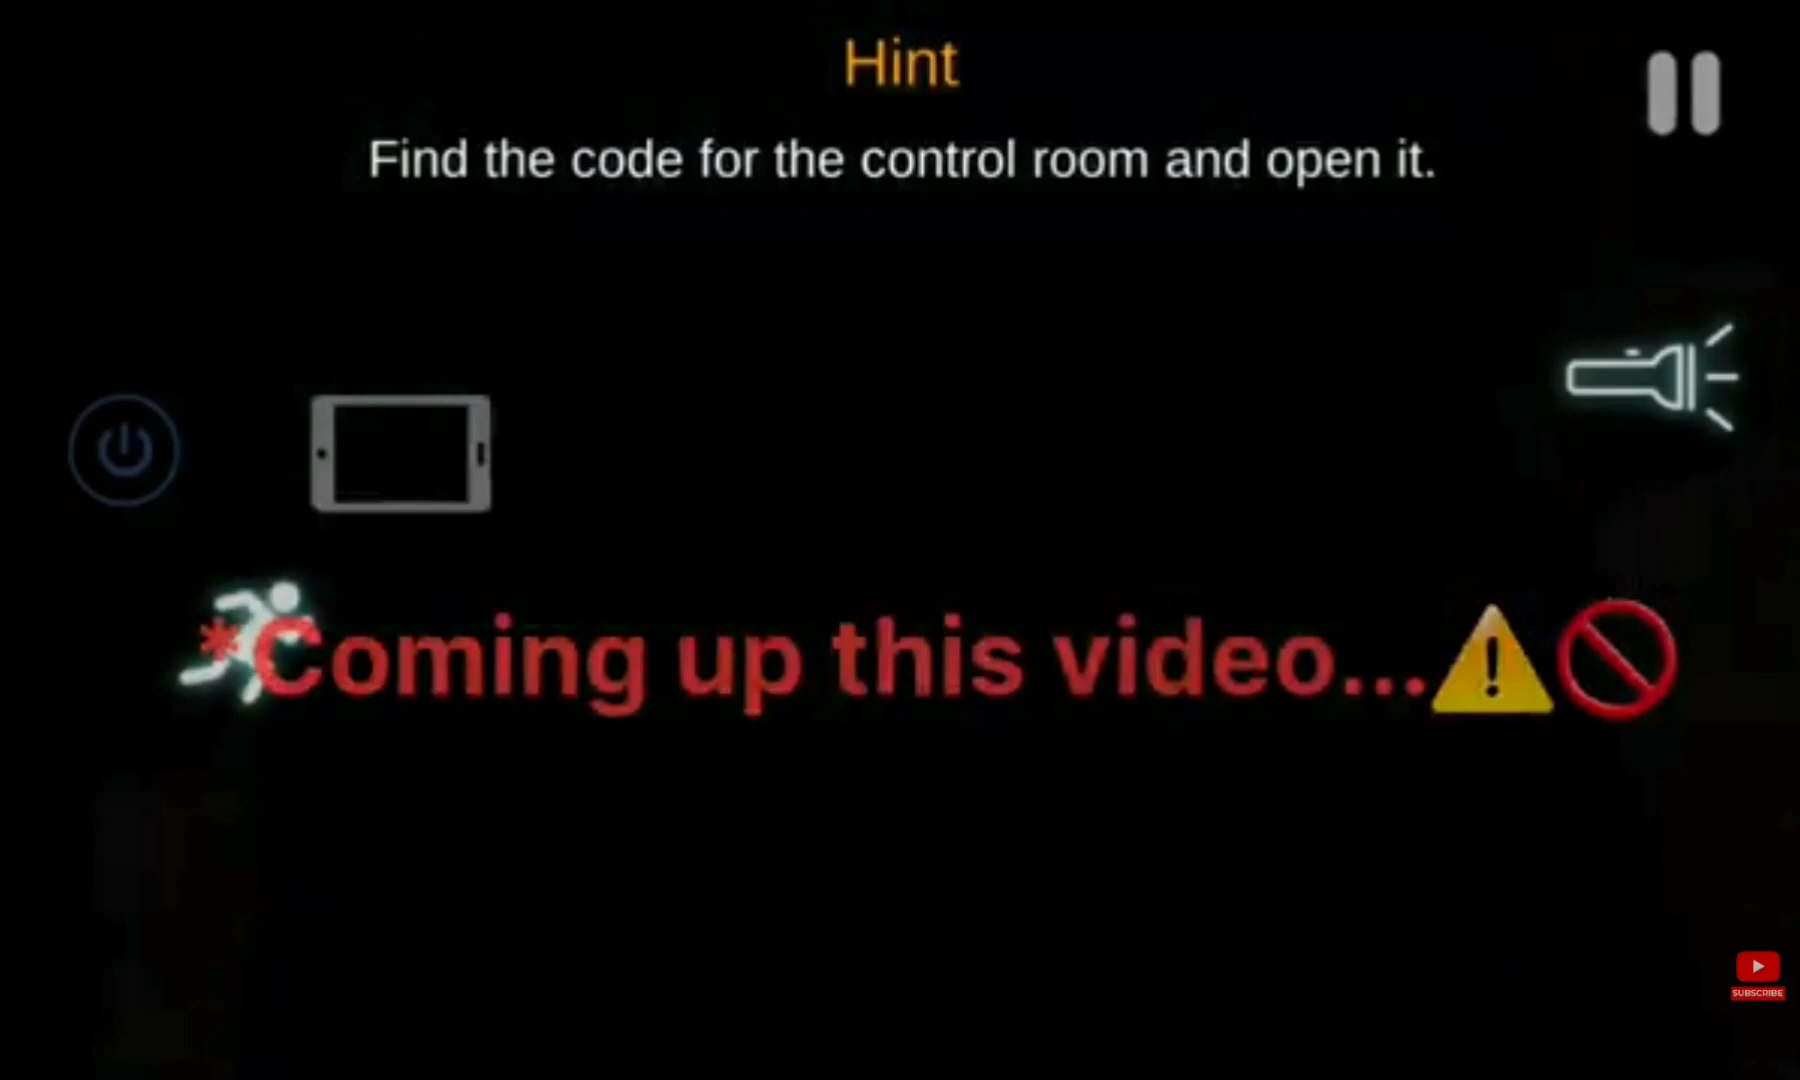 Hint
Find the code for the control room and open it.
*Coming up this video...⚠️🚫
SUBSCRIBE